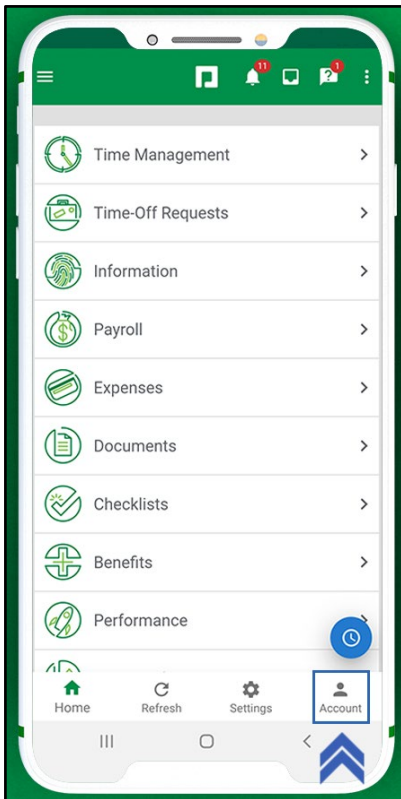 11
1
Time Management
Time-Off Requests
Information
Payroll
Expenses
Documents
Checklists
Benefits
Performance
Home Refresh Settings Account